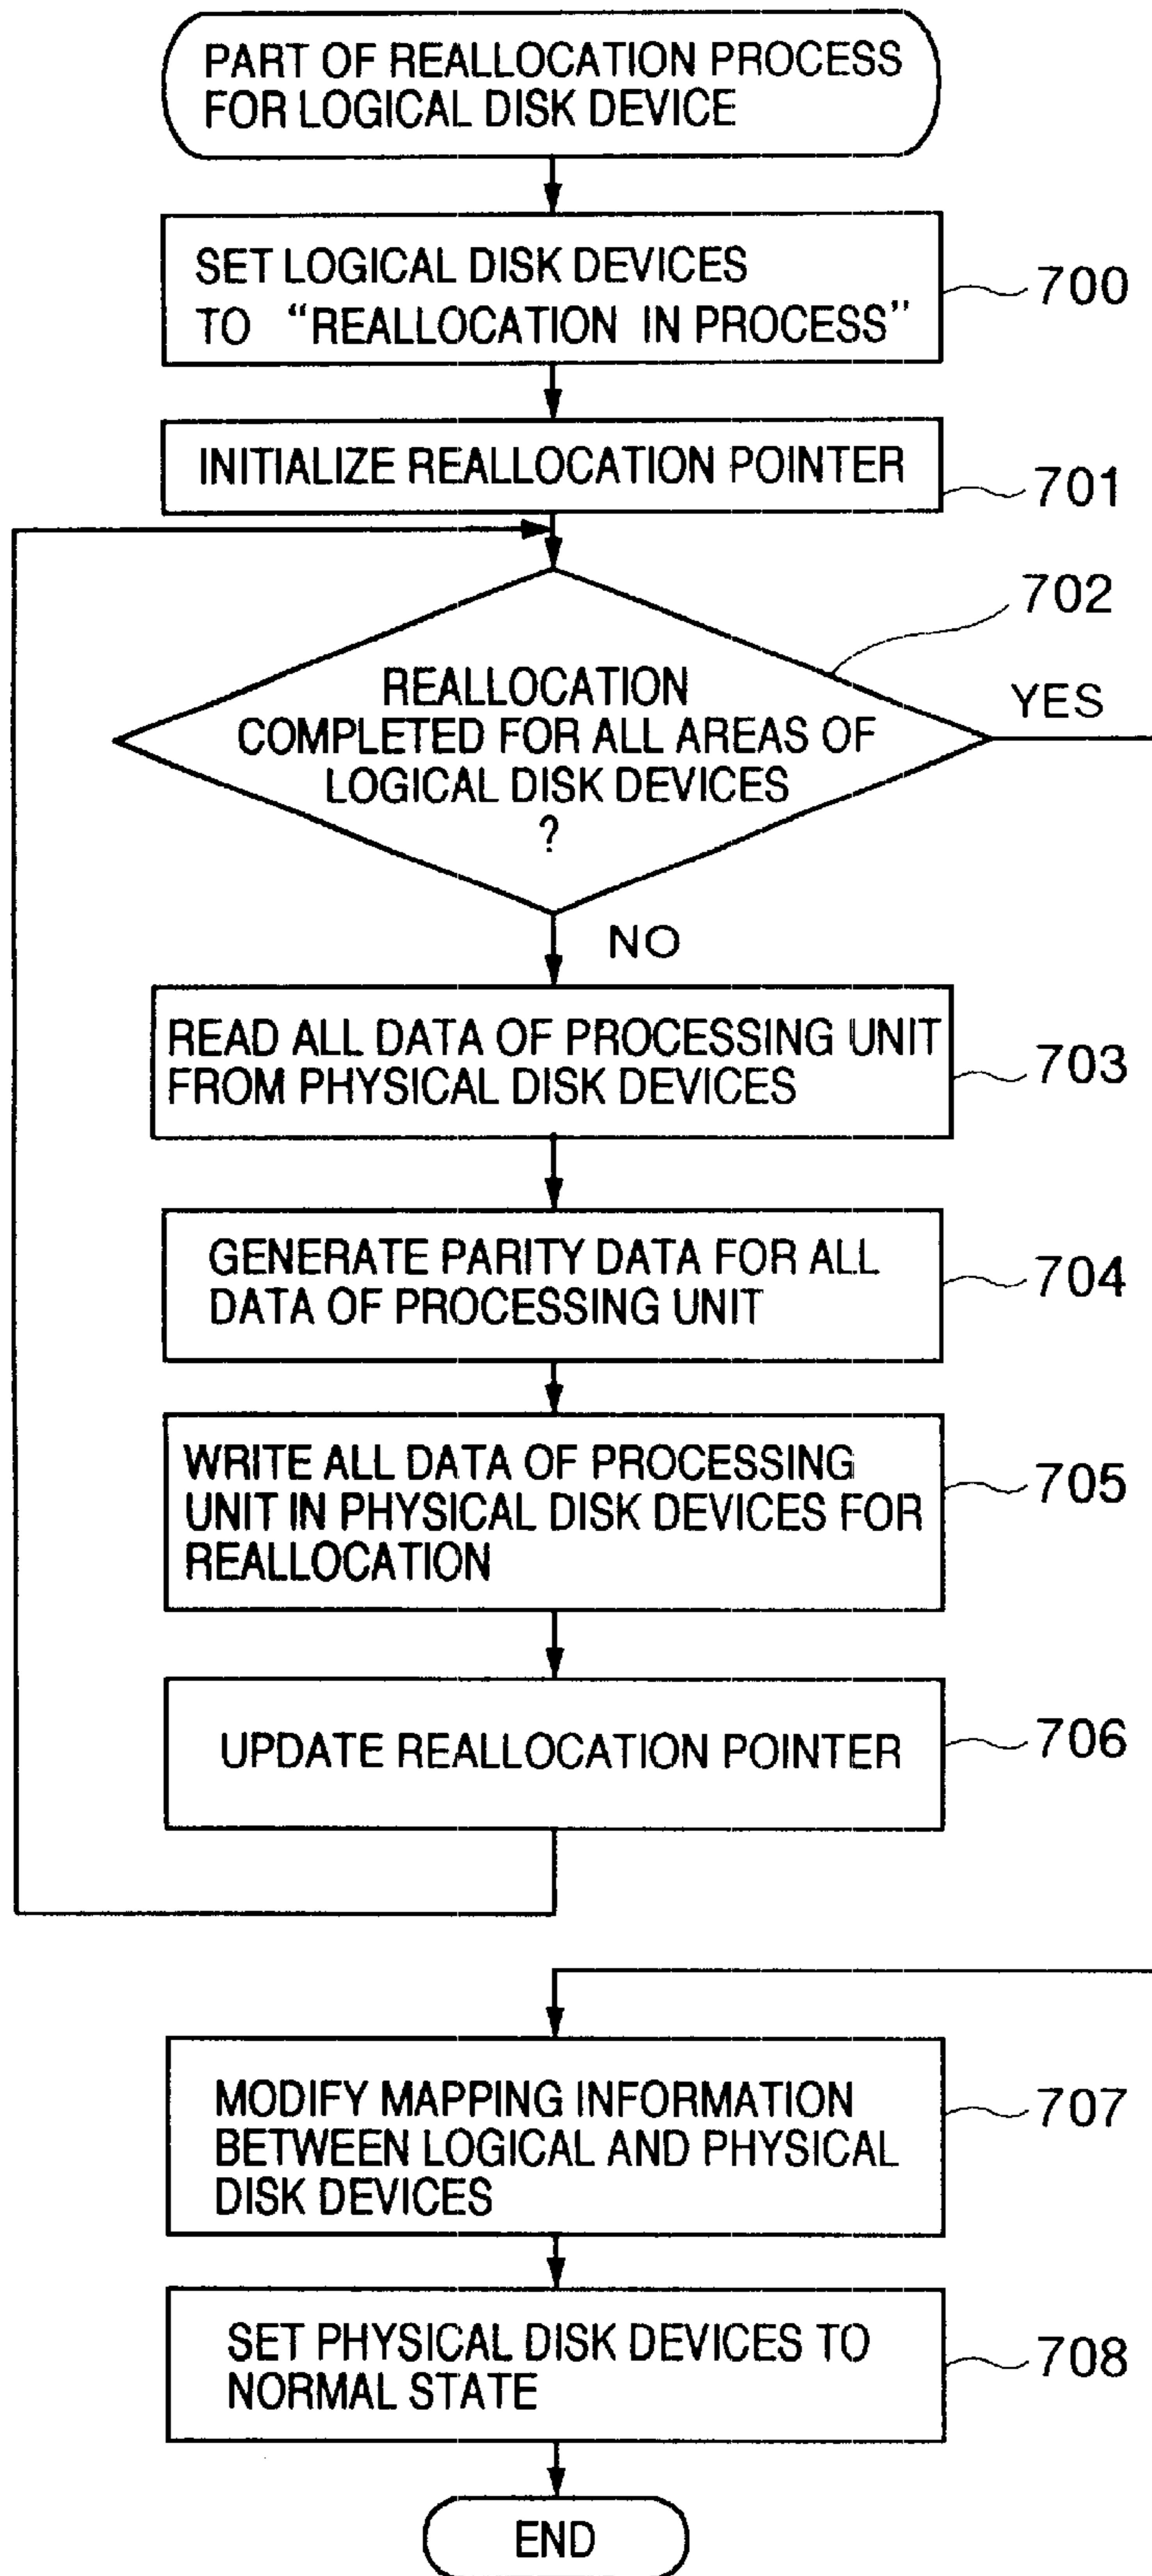 PART OF REALLOCATION PROCESS
FOR LOGICAL DISK DEVICE
SET LOGICAL DISK DEVICES
TO “REALLOCATION IN PROCESS”
700
INITIALIZE REALLOCATION POINTER
701
702
REALLOCATION
COMPLETED FOR ALL AREAS OF
LOGICAL DISK DEVICES
?
YES
NO
READ ALL DATA OF PROCESSING UNIT
FROM PHYSICAL DISK DEVICES
703
GENERATE PARITY DATA FOR ALL
DATA OF PROCESSING UNIT
704
WRITE ALL DATA OF PROCESSING
UNIT IN PHYSICAL DISK DEVICES FOR
REALLOCATION
705
UPDATE REALLOCATION POINTER
706
MODIFY MAPPING INFORMATION
BETWEEN LOGICAL AND PHYSICAL
DISK DEVICES
707
SET PHYSICAL DISK DEVICES TO
NORMAL STATE
708
END